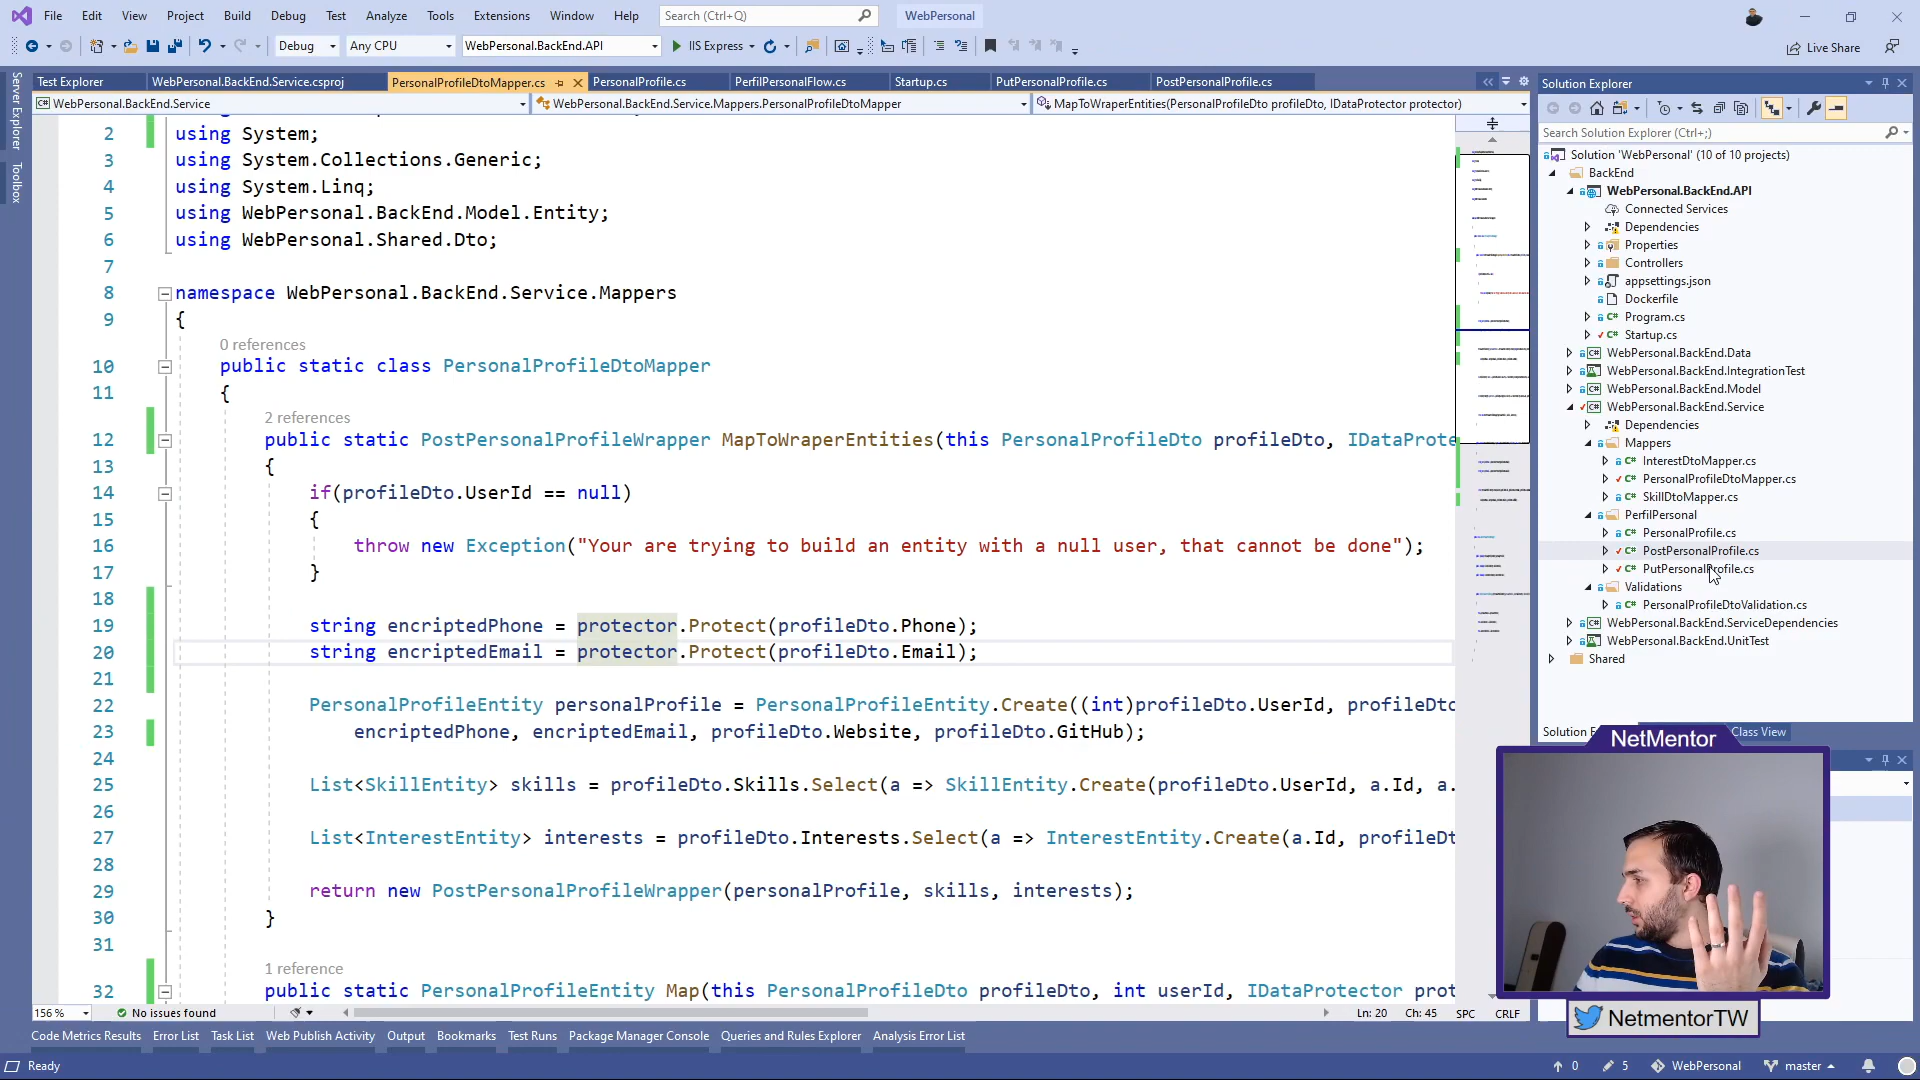 File Edit View Project Build Debug Test Analyze Tools Extensions Window Help Search (Ctrl+Q) WebPersonal
Debug Any CPU WebPersonal.BackEnd.API IIS Express Live Share
Server Explorer
Toolbox
Test Explorer WebPersonal.BackEnd.Service.csproj PersonalProfileDtoMapper.cs PersonalProfile.cs PerfilPersonalFlow.cs Startup.cs PutPersonalProfile.cs PostPersonalProfile.cs
WebPersonal.BackEnd.Service WebPersonal.BackEnd.Service.Mappers.PersonalProfileDtoMapper MapToWraperEntities(PersonalProfileDto profileDto, IDataProtector protector)
2 using System;
3 using System.Collections.Generic;
4 using System.Linq;
5 using WebPersonal.BackEnd.Model.Entity;
6 using WebPersonal.Shared.Dto;
7
8 namespace WebPersonal.BackEnd.Service.Mappers
9 {
0 references
10 public static class PersonalProfileDtoMapper
11 {
2 references
12 public static PostPersonalProfileWrapper MapToWraperEntities(this PersonalProfileDto profileDto, IDataProte
13 {
14 if(profileDto.UserId == null)
15 {
16 throw new Exception("Your are trying to build an entity with a null user, that cannot be done");
17 }
18
19 string encriptedPhone = protector.Protect(profileDto.Phone);
20 string encriptedEmail = protector.Protect(profileDto.Email);
21
22 PersonalProfileEntity personalProfile = PersonalProfileEntity.Create((int)profileDto.UserId, profileDto
23 encriptedPhone, encriptedEmail, profileDto.Website, profileDto.GitHub);
24
25 List<SkillEntity> skills = profileDto.Skills.Select(a => SkillEntity.Create(profileDto.UserId, a.Id, a.
26
27 List<InterestEntity> interests = profileDto.Interests.Select(a => InterestEntity.Create(a.Id, profileDt
28
29 return new PostPersonalProfileWrapper(personalProfile, skills, interests);
30 }
31
1 reference
32 public static PersonalProfileEntity Map(this PersonalProfileDto profileDto, int userId, IDataProtector prot
156 % No issues found Ln: 20 Ch: 45 SPC CRLF
Code Metrics Results Error List Task List Web Publish Activity Output Bookmarks Test Runs Package Manager Console Queries and Rules Explorer Analysis Error List
Ready 0 5 WebPersonal master
Solution Explorer
Search Solution Explorer (Ctrl+;)
Solution 'WebPersonal' (10 of 10 projects)
BackEnd
WebPersonal.BackEnd.API
Connected Services
Dependencies
Properties
Controllers
appsettings.json
Dockerfile
Program.cs
Startup.cs
WebPersonal.BackEnd.Data
WebPersonal.BackEnd.IntegrationTest
WebPersonal.BackEnd.Model
WebPersonal.BackEnd.Service
Dependencies
Mappers
InterestDtoMapper.cs
PersonalProfileDtoMapper.cs
SkillDtoMapper.cs
PerfilPersonal
PersonalProfile.cs
PostPersonalProfile.cs
PutPersonalProfile.cs
Validations
PersonalProfileDtoValidation.cs
WebPersonal.BackEnd.ServiceDependencies
WebPersonal.BackEnd.UnitTest
Shared
Solution E Class View
NetMentor
NetmentorTW